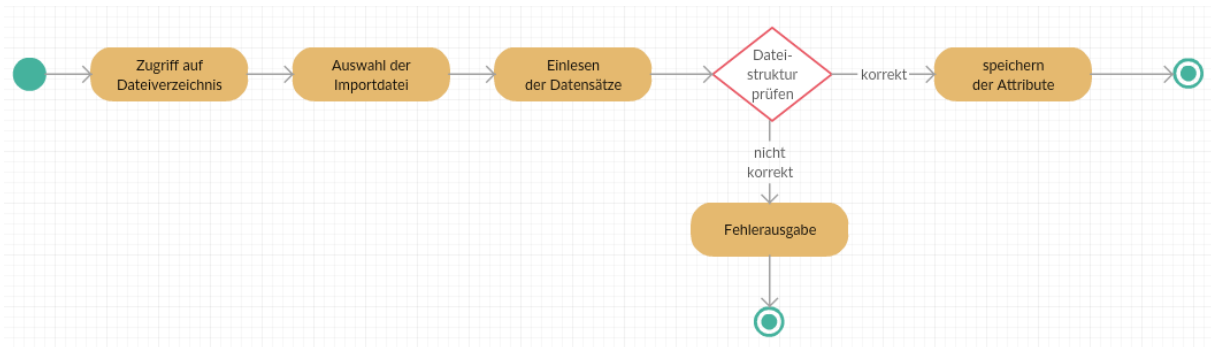 Zugriff auf
Dateiverzeichnis
Auswahl der
Importdatei
Einlesen
der Datensätze
Datei-
struktur
prüfen
korrekt
speichern
der Attribute
nicht
korrekt
Fehlerausgabe